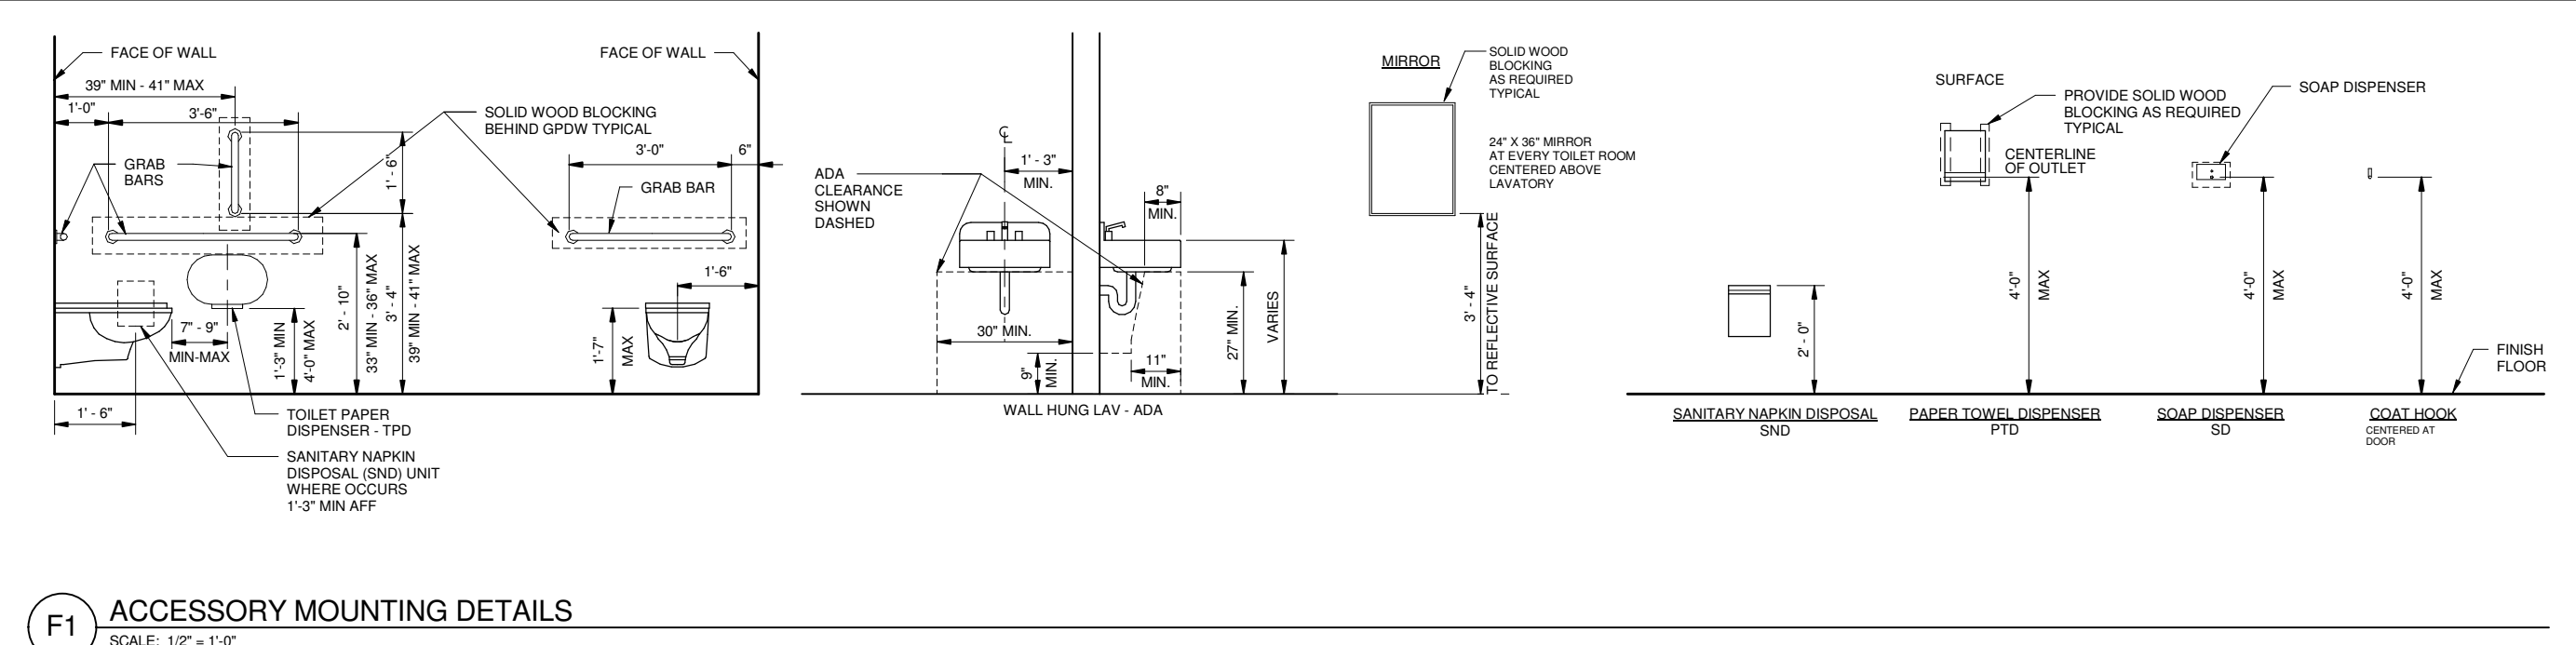 FACE OF WALL
39" MIN - 41" MAX
1'-0"
3'-6"
GRAB
BARS
1' - 6"
SOLID WOOD BLOCKING
BEHIND GPDW TYPICAL
7" - 9"
MIN-MAX
1'-3" MIN
4'-0" MAX
2' - 10"
33" MIN - 36" MAX
3' - 4"
39" MIN - 41" MAX
1' - 6"
TOILET PAPER
DISPENSER - TPD
SANITARY NAPKIN
DISPOSAL (SND) UNIT
WHERE OCCURS
1'-3" MIN AFF
FACE OF WALL
3'-0"
6"
GRAB BAR
1'-6"
1'-7"
MAX
ADA
CLEARANCE
SHOWN
DASHED
℄
1' - 3"
MIN.
8"
MIN.
30" MIN.
9"
MIN.
11"
MIN.
27" MIN.
VARIES
WALL HUNG LAV - ADA
MIRROR
SOLID WOOD
BLOCKING
AS REQUIRED
TYPICAL
24" X 36" MIRROR
AT EVERY TOILET ROOM
CENTERED ABOVE
LAVATORY
3' - 4"
TO REFLECTIVE SURFACE
2' - 0"
SANITARY NAPKIN DISPOSAL
SND
SURFACE
PROVIDE SOLID WOOD
BLOCKING AS REQUIRED
TYPICAL
CENTERLINE
OF OUTLET
4'-0"
MAX
PAPER TOWEL DISPENSER
PTD
SOAP DISPENSER
4'-0"
MAX
SOAP DISPENSER
SD
4'-0"
MAX
COAT HOOK
CENTERED AT
DOOR
FINISH
FLOOR
F1
ACCESSORY MOUNTING DETAILS
SCALE: 1/2" = 1'-0"